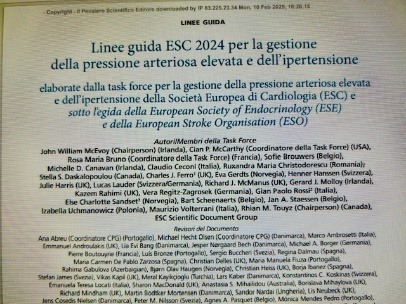 Copyright - Il Pensiero Scientifico Editore downloaded by IP 83.225.23.34 Mon, 10 Feb 2025, 16:26:15
LINEE GUIDA
Linee guida ESC 2024 per la gestione
della pressione arteriosa elevata e dell'ipertensione
elaborate dalla task force per la gestione della pressione arteriosa elevata
e dell'ipertensione della Società Europea di Cardiologia (ESC) e
sotto l'egida della European Society of Endocrinology (ESE)
e della European Stroke Organisation (ESO)
Autori/Membri della Task Force
John William McEvoy (Chairperson) (Irlanda), Cian P. McCarthy (Coordinatore della Task Force) (USA),
Rosa Maria Bruno (Coordinatore della Task Force) (Francia), Sofie Brouwers (Belgio),
Michelle D. Canavan (Irlanda), Claudio Ceconi (Italia), Ruxandra Maria Christodorescu (Romania),
Stella S. Daskalopoulou (Canada), Charles J. Ferro (UK), Eva Gerdts (Norvegia), Henner Hanssen (Svizzera),
Julie Harris (UK), Lucas Lauder (Svizzera/Germania), Richard J. McManus (UK), Gerard J. Molloy (Irlanda),
Kazem Rahimi (UK), Vera Regitz-Zagrosek (Germania), Gian Paolo Rossi (Italia),
Else Charlotte Sandset (Norvegia), Bart Scheenaerts (Belgio), Jan A. Staessen (Belgio),
Izabella Uchmanowicz (Polonia), Maurizio Volterrani (Italia), Rhian M. Touyz (Chairperson) (Canada),
ESC Scientific Document Group
Revisori del Documento
Ana Abreu (Coordinatore CPG) (Portogallo), Michael Hecht Olsen (Coordinatore CPG) (Danimarca), Marco Ambrosetti (Italia),
Emmanuel Androulakis (UK), Lia Evi Bang (Danimarca), Jesper Nørgaard Bech (Danimarca), Michael A. Borger (Germania),
Pierre Boutouyrie (Francia), Luís Bronze (Portogallo), Sergio Buccheri (Svezia), Regina Dalmau (Spagna),
Maria Carmen De Pablo Zarzosa (Spagna), Christian Delles (UK), Maria Manuela Fiuza (Portogallo),
Rahima Gabulova (Azerbaigian), Bjørn Olav Haugen (Norvegia), Christian Heiss (UK), Borja Ibanez (Spagna),
Stefan James (Svezia), Vikas Kapil (UK), Meral Kayıkçıoglu (Turchia), Lars Køber (Danimarca), Konstantinos C. Koskinas (Svizzera),
Emanuela Teresa Locati (Italia), Sharon MacDonald (UK), Anastasia S. Mihailidou (Australia), Borislava Mihaylova (UK),
Richard Mindham (UK), Martin Bødtker Mortensen (Danimarca), Sandor Nardai (Ungheria), Lis Neubeck (UK),
Jens Cosedis Nielsen (Danimarca), Peter M. Nilsson (Svezia), Agnes A. Pasquet (Belgio), Mónica Mendes Pedro (Portogallo),